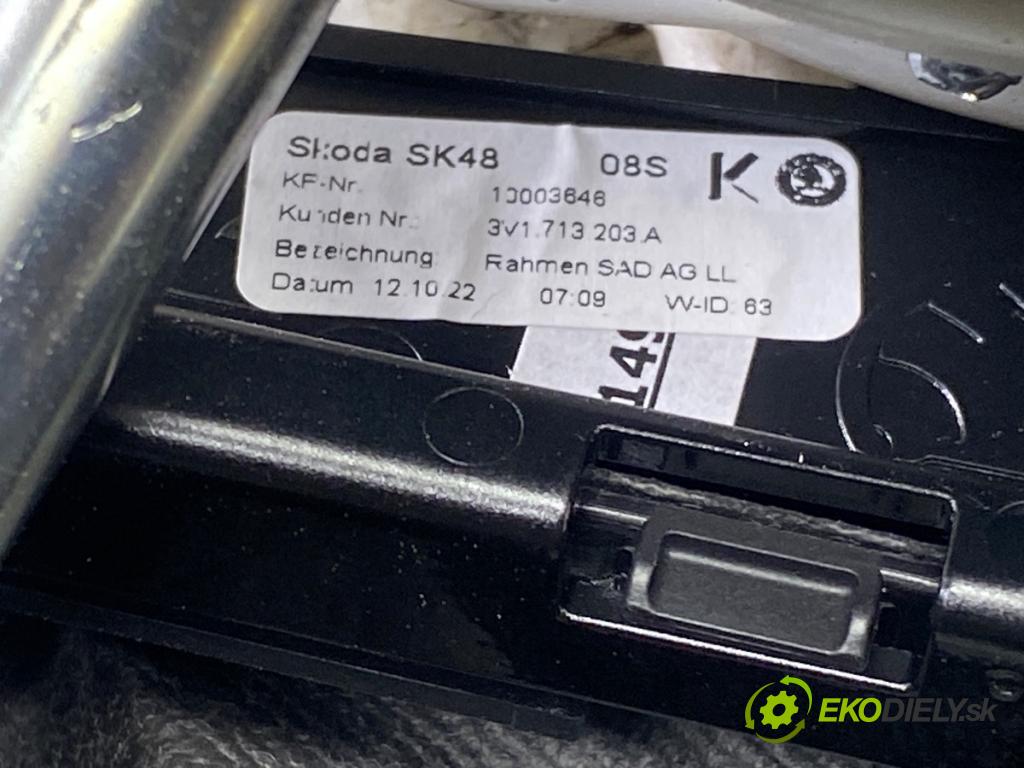 Skoda SK48 08S K
KF-Nr. 10003646
Kunden Nr.: 3V1.713 203.A
Bezeichnung: Rahmen SAD AG LL
Datum 12.10.22 07:09 W-ID: 63
149
EKODIELY.sk